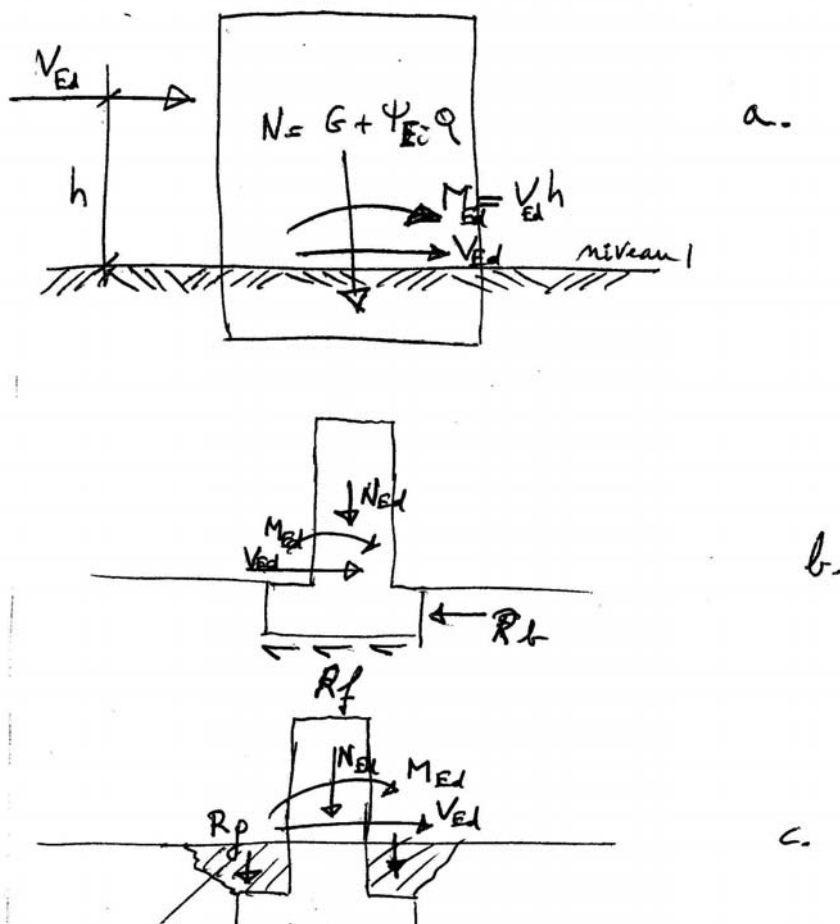 V_Ed
a.
N = G + Ψ_Ei Q
h
M_Ed = V_Ed h
V_Ed
niveau 1
N_Ed
M_Ed
V_Ed
b.
R_b
R_f
N_Ed
M_Ed
V_Ed
R_p
c.